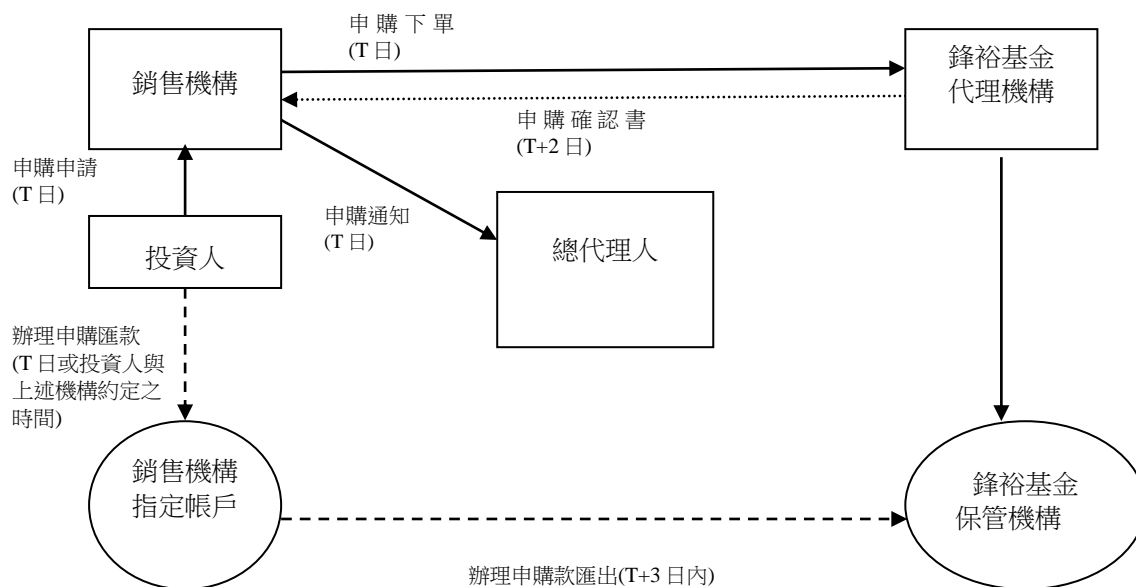 申 購 下 單
(T 日)
銷售機構
鋒裕基金
代理機構
申 購 確 認 書
(T+2 日)
申購申請
(T 日)
申購通知
(T 日)
投資人
總代理人
辦理申購匯款
(T 日或投資人與
上述機構約定之
時間)
銷售機構
指定帳戶
鋒裕基金
保管機構
辦理申購款匯出(T+3 日內)